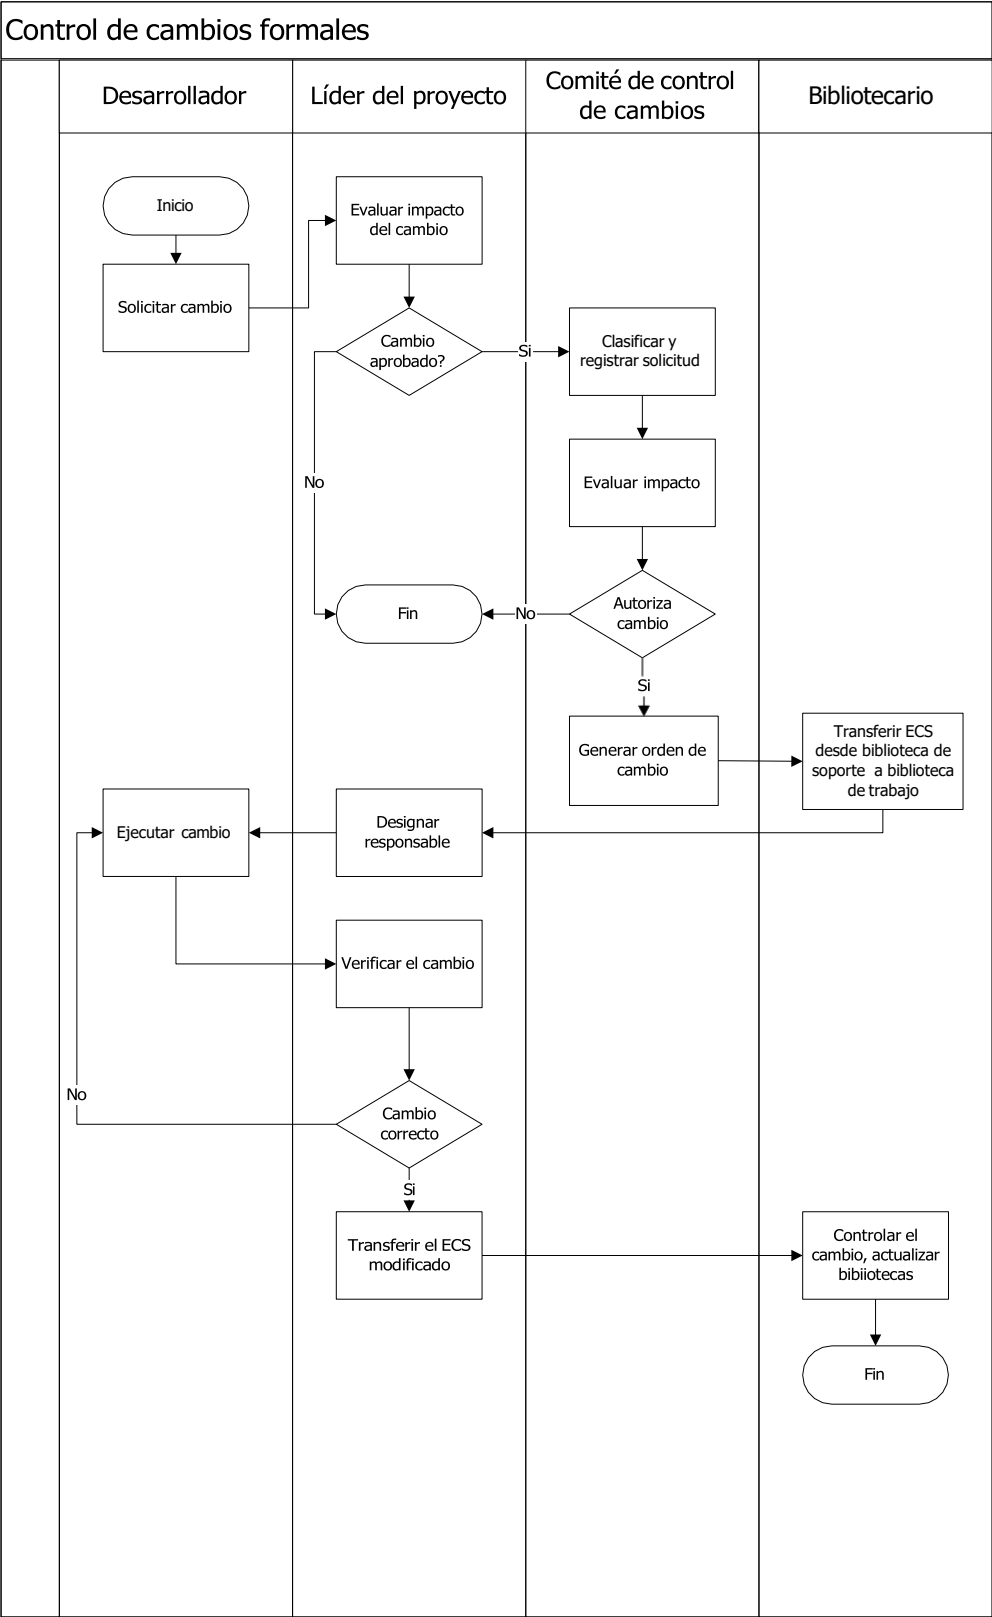 Control de cambios formales
Desarrollador
Líder del proyecto
Comité de control
de cambios
Bibliotecario
Inicio
Evaluar impacto
del cambio
Solicitar cambio
Cambio
aprobado?
Si
Clasificar y
registrar solicitud
No
Evaluar impacto
Fin
No
Autoriza
cambio
Si
Generar orden de
cambio
Transferir ECS
desde biblioteca de
soporte a biblioteca
de trabajo
Ejecutar cambio
Designar
responsable
Verificar el cambio
No
Cambio
correcto
Si
Transferir el ECS
modificado
Controlar el
cambio, actualizar
bibiiotecas
Fin